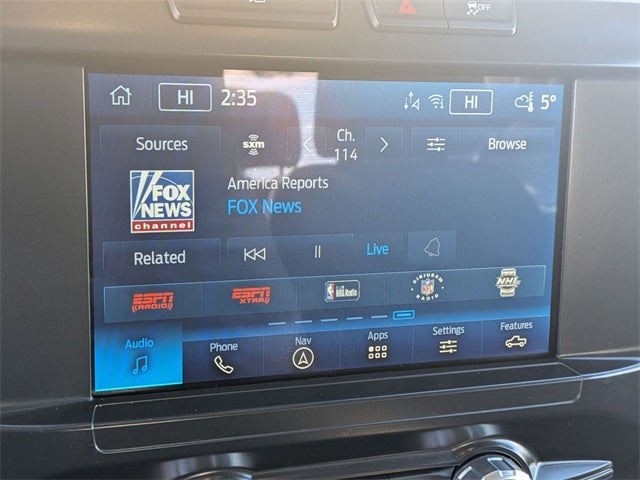 OFF
HI 2:35 HI 5°
Sources sxm Ch. 114 Browse
FOX NEWS channel
America Reports
FOX News
Related Live
ESPN RADIO
ESPN XTRA
NBA Radio
SIRIUSXM NFL RADIO
NHL
Audio Phone Nav Apps Settings Features